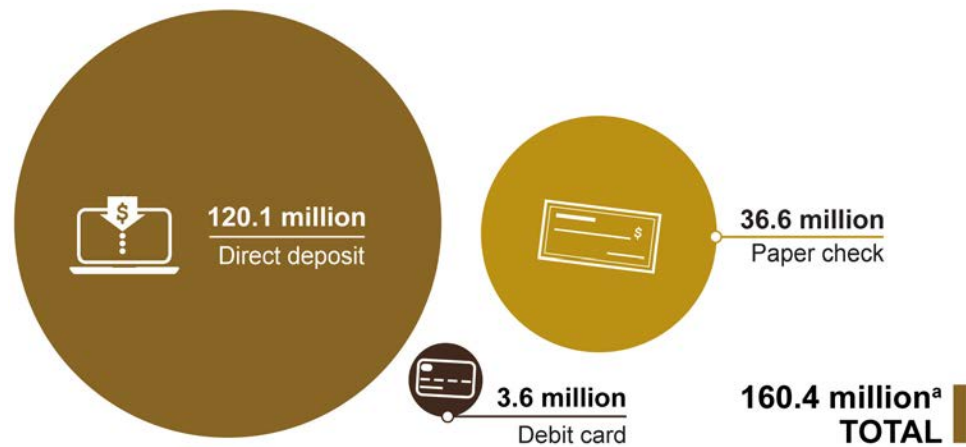 120.1 million
Direct deposit
$
$
36.6 million
Paper check
3.6 million
Debit card
160.4 millionᵃ
TOTAL